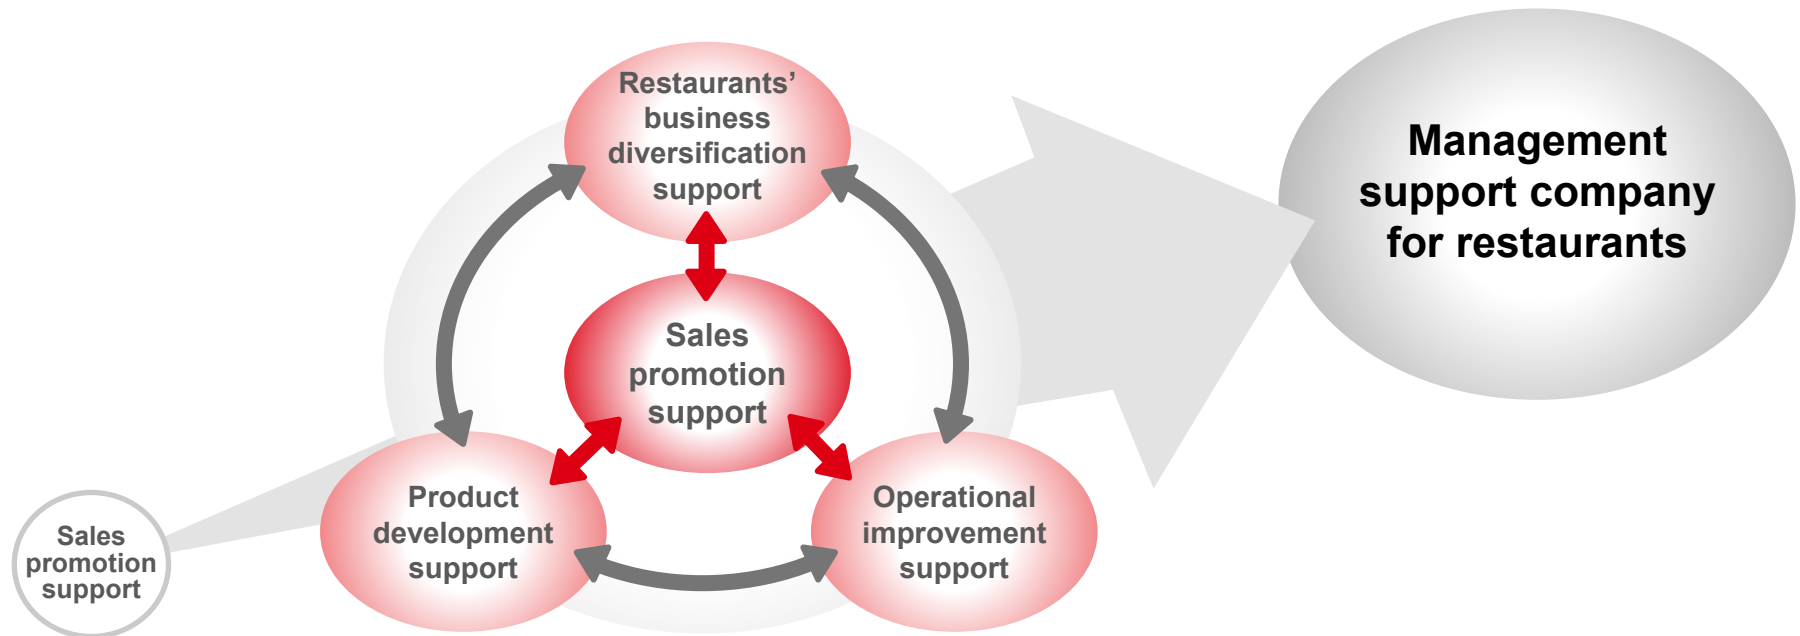 Restaurants’
business
diversification
support
Management
support company
for restaurants
Sales
promotion
support
Product
development
support
Operational
improvement
support
Sales
promotion
support